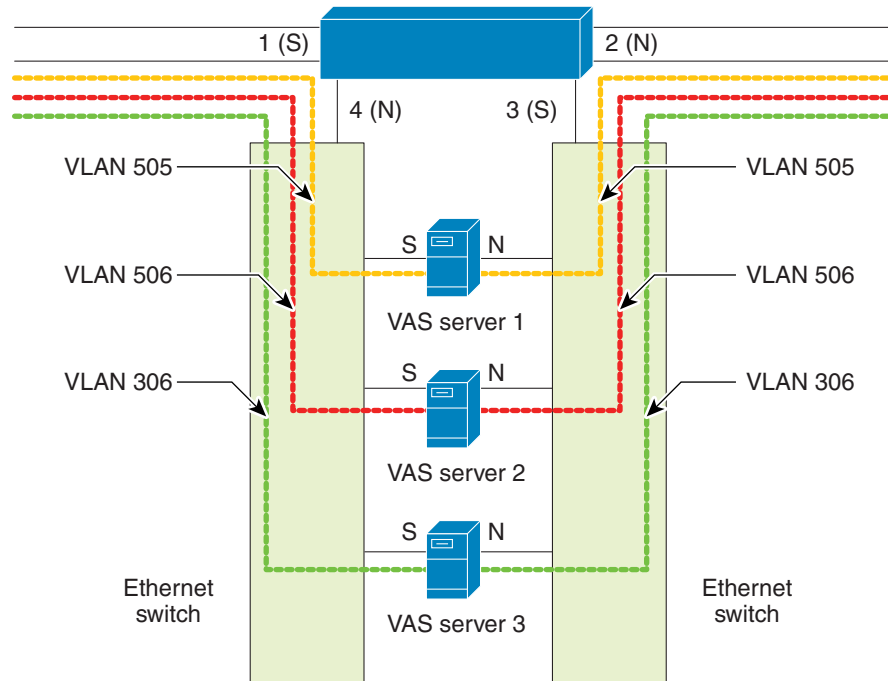 1 (S)
2 (N)
4 (N)
3 (S)
VLAN 505
VLAN 505
S
N
VLAN 506
VLAN 506
VAS server 1
S
N
VLAN 306
VLAN 306
VAS server 2
S
N
Ethernet
switch
Ethernet
switch
VAS server 3